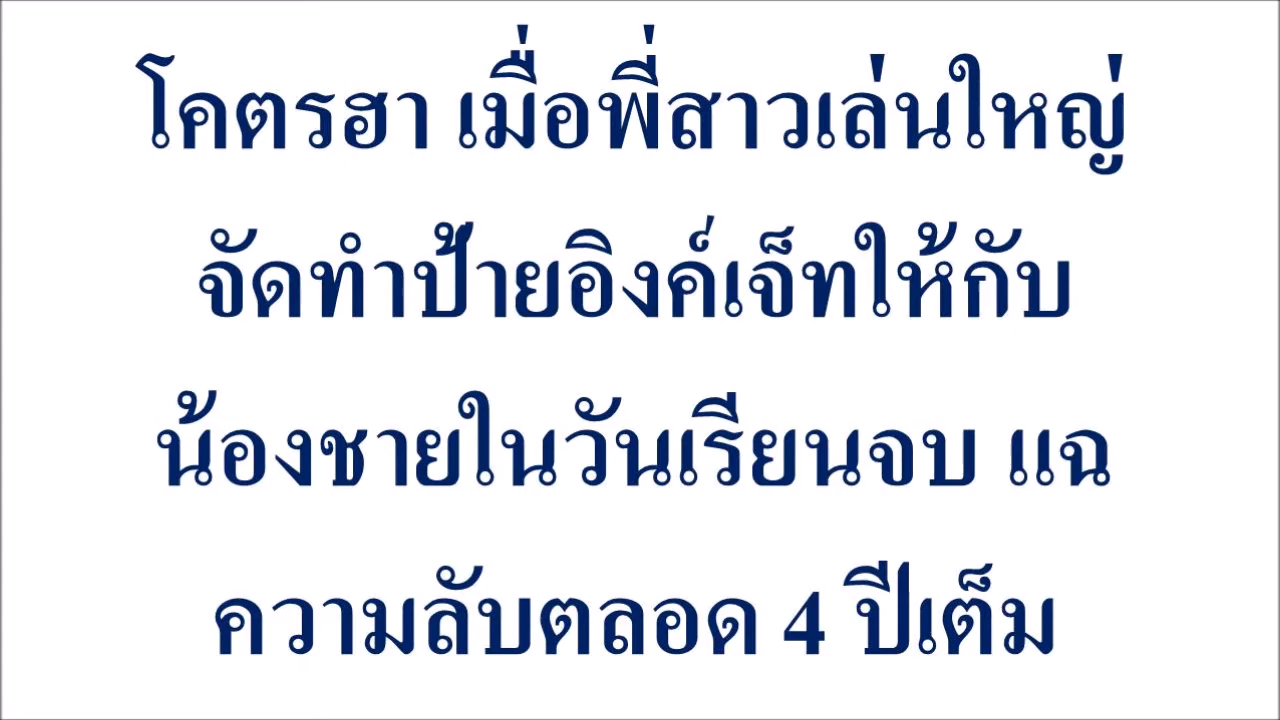 โคตรฮา เมื่อพี่สาวเล่นใหญ่
จัดทำป้ายอิงค์เจ็ทให้กับ
น้องชายในวันเรียนจบ แฉ
ความลับตลอด 4 ปีเต็ม